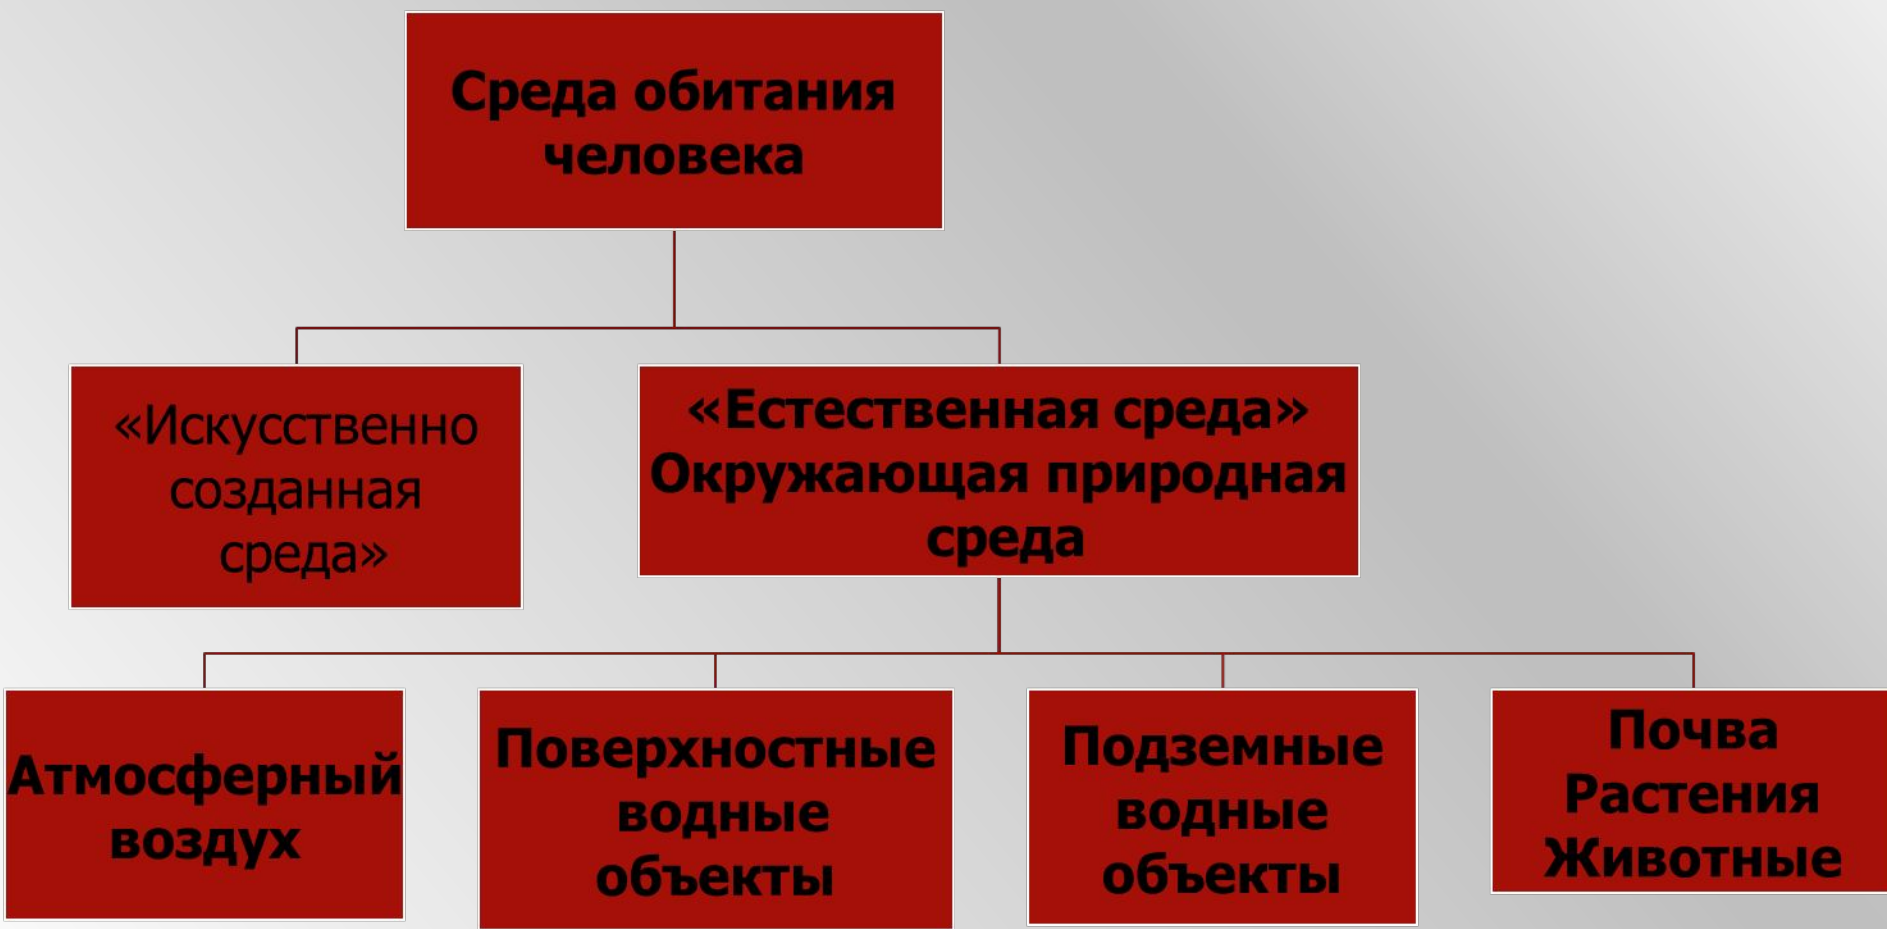 Среда обитания
человека
«Искусственно
созданная
среда»
«Естественная среда»
Окружающая природная
среда
Атмосферный
воздух
Поверхностные
водные
объекты
Подземные
водные
объекты
Почва
Растения
Животные